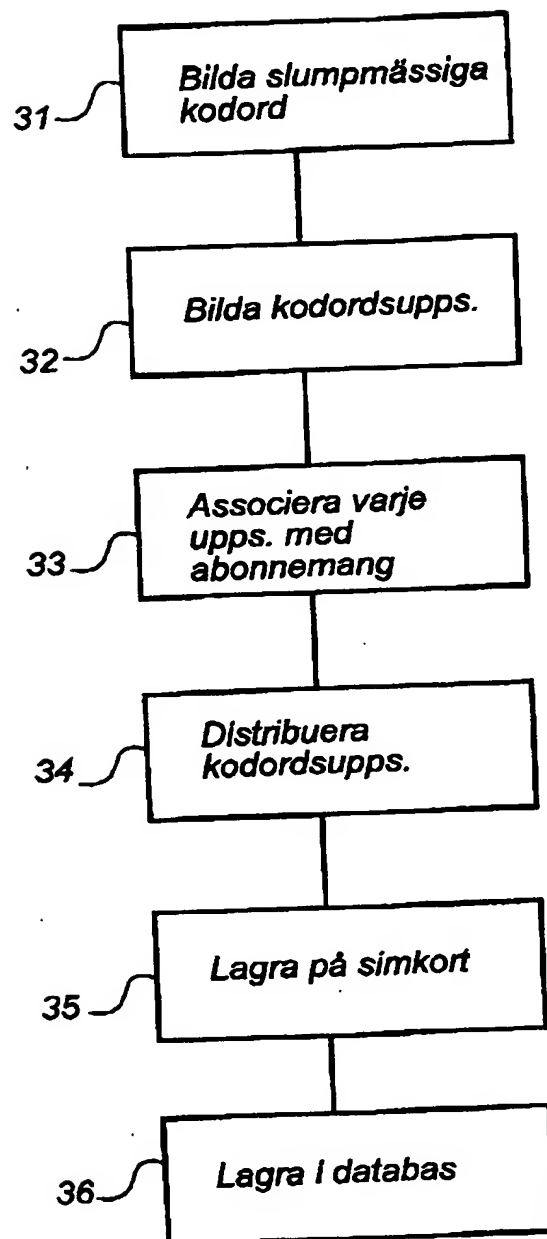 31
Bilda slumpmässiga
kodord
32
Bilda kodordsupps.
33
Associera varje
upps. med
abonnemang
34
Distribuera
kodordsupps.
35
Lagra på simkort
36
Lagra i databas